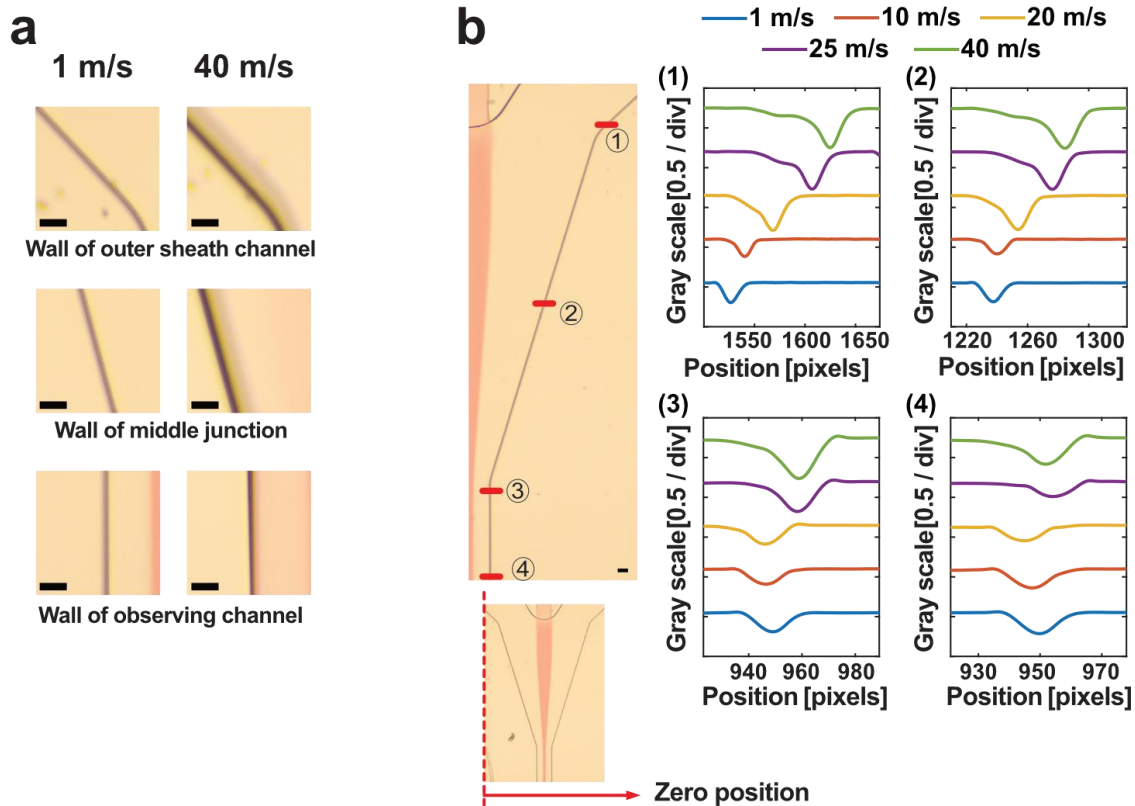 a
1 m/s 40 m/s
Wall of outer sheath channel
Wall of middle junction
Wall of observing channel
b
1 m/s 10 m/s 20 m/s
25 m/s 40 m/s
①
②
③
④
Zero position
(1)
Gray scale[0.5 / div]
1550 1600 1650
Position [pixels]
(2)
Gray scale[0.5 / div]
1220 1260 1300
Position [pixels]
(3)
Gray scale[0.5 / div]
940 960 980
Position [pixels]
(4)
Gray scale[0.5 / div]
930 950 970
Position [pixels]